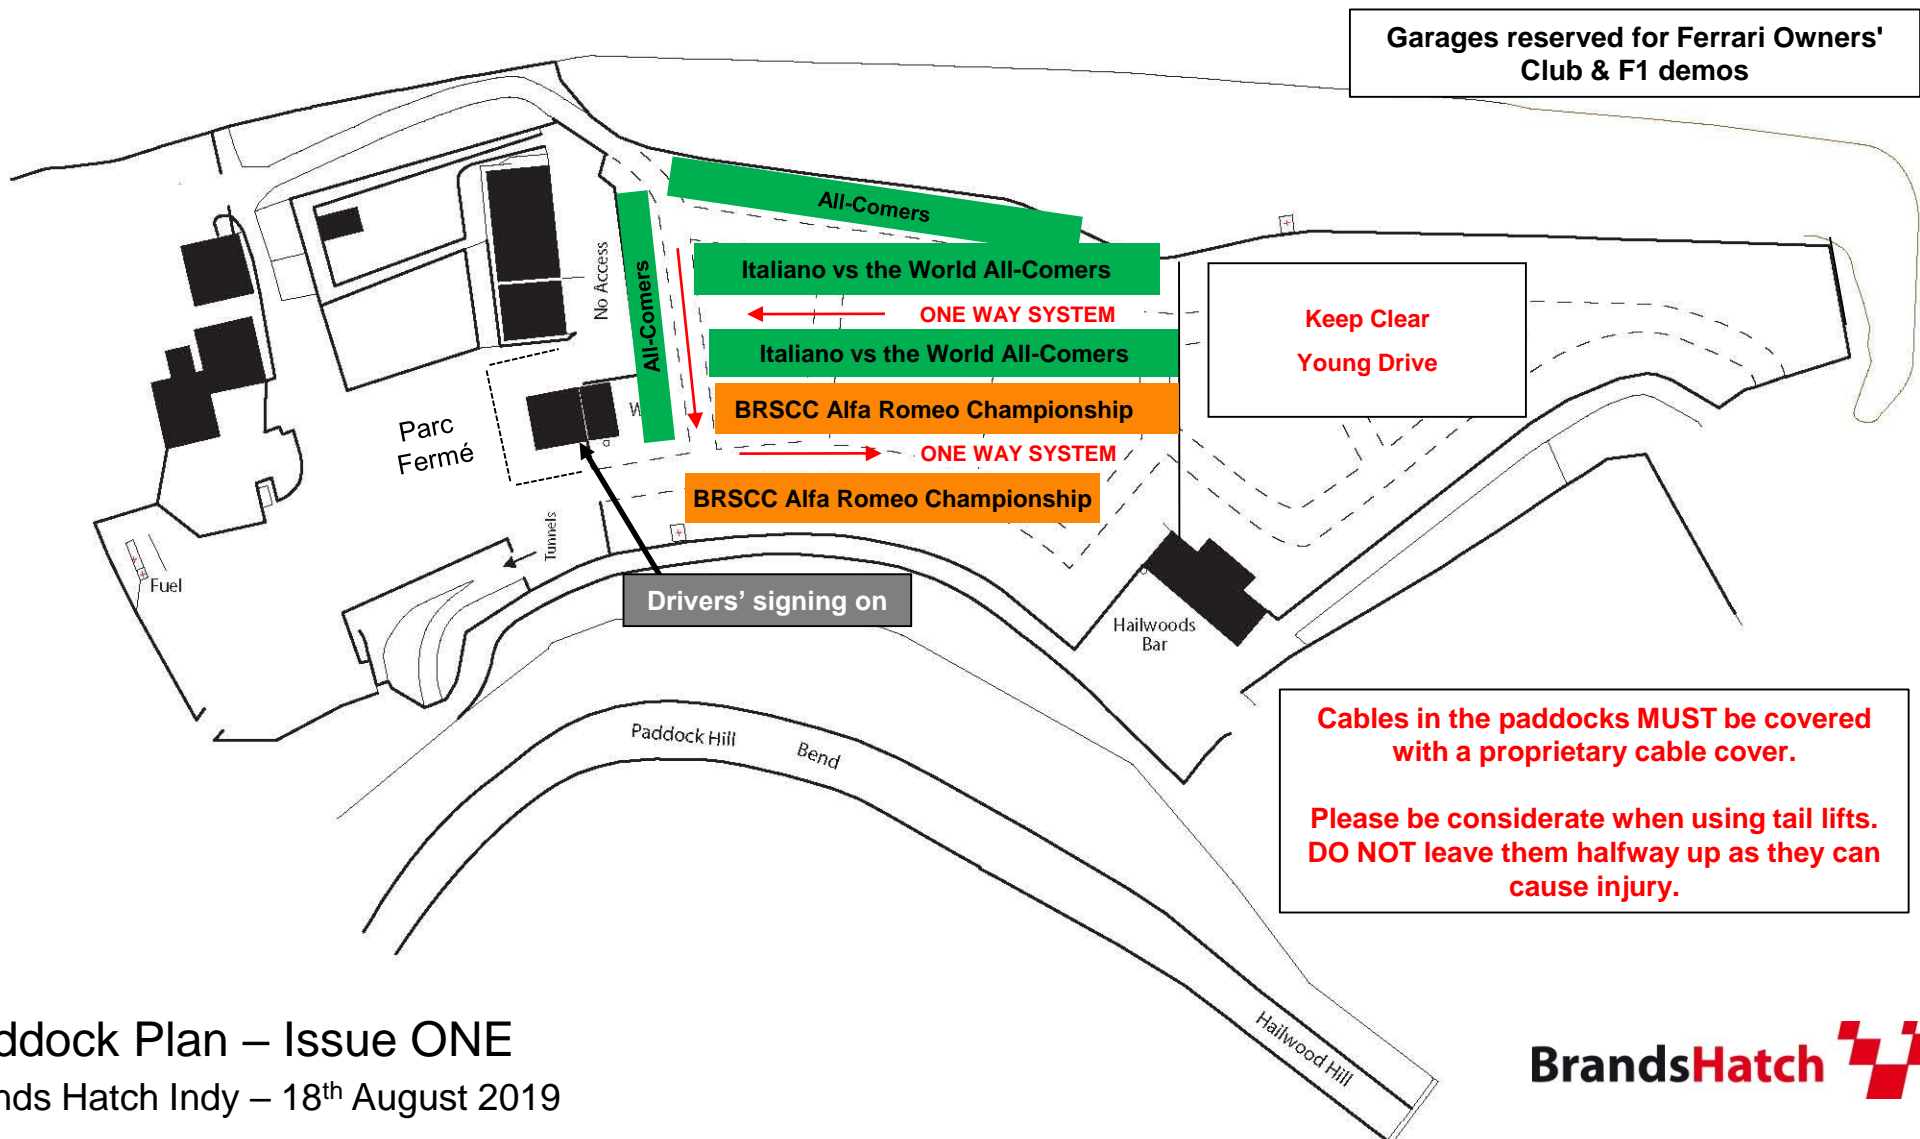 Garages reserved for Ferrari Owners'
Club & F1 demos
All-Comers
All-Comers
No Access
Italiano vs the World All-Comers
ONE WAY SYSTEM
Italiano vs the World All-Comers
BRSCC Alfa Romeo Championship
ONE WAY SYSTEM
BRSCC Alfa Romeo Championship
Keep Clear
Young Drive
Parc
Fermé
Tunnels
Fuel
Drivers’ signing on
Hailwoods
Bar
Paddock Hill Bend
Hailwood Hill
Cables in the paddocks MUST be covered
with a proprietary cable cover.
Please be considerate when using tail lifts.
DO NOT leave them halfway up as they can
cause injury.
ddock Plan – Issue ONE
nds Hatch Indy – 18th August 2019
BrandsHatch